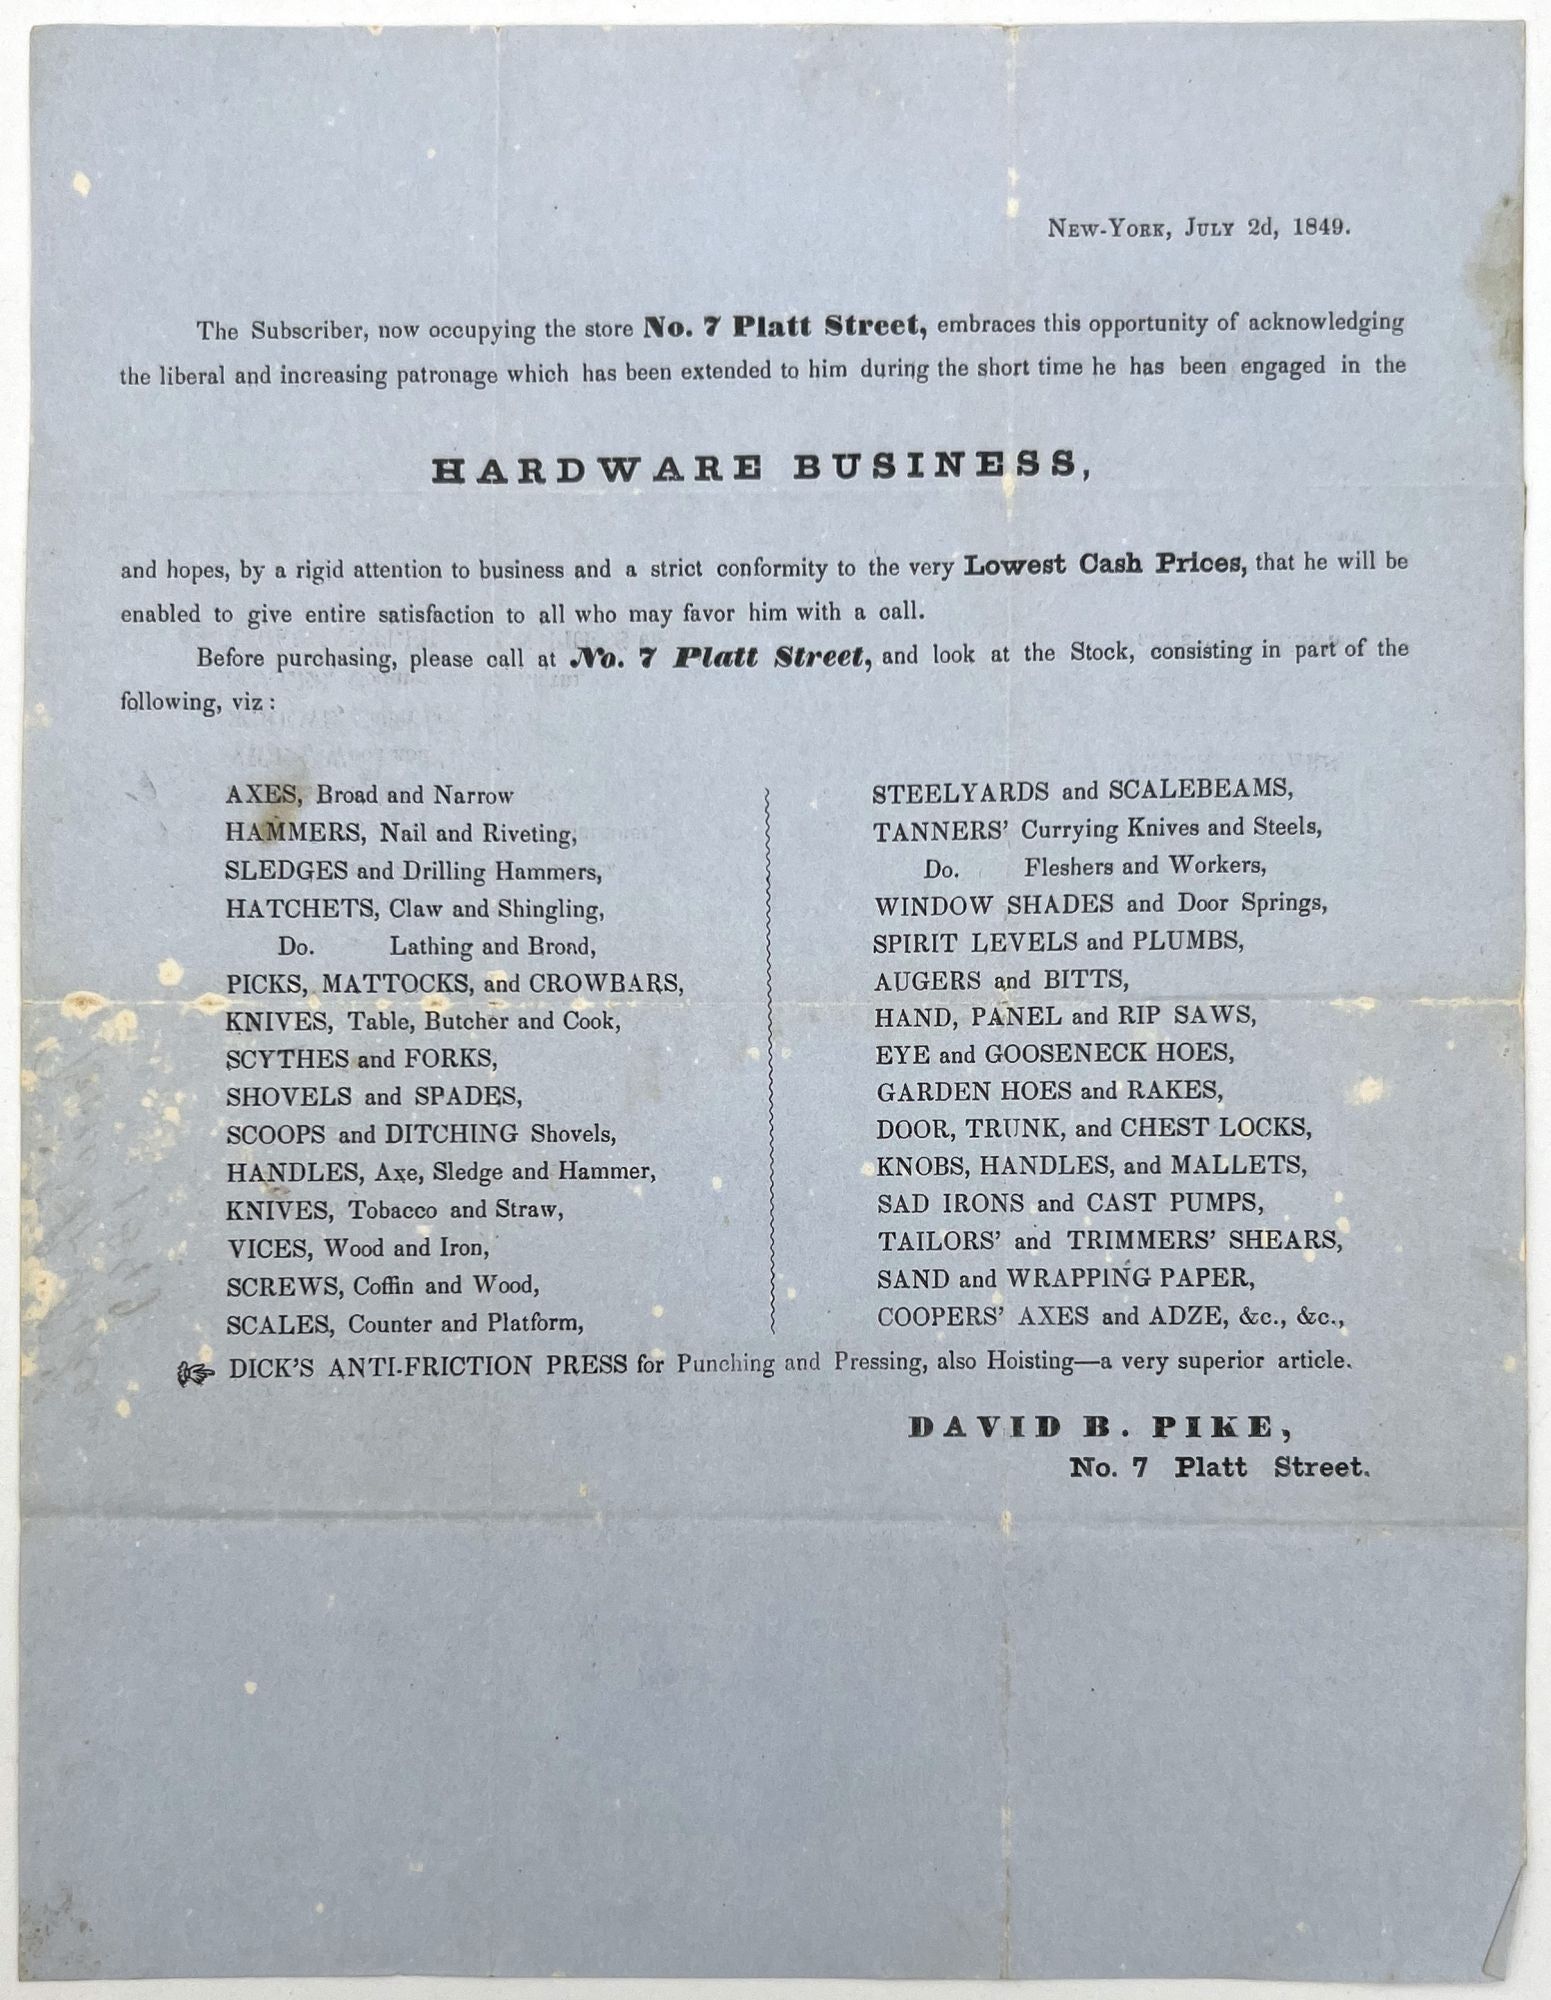 New-York, July 2d, 1849.
The Subscriber, now occupying the store No. 7 Platt Street, embraces this opportunity of acknowledging
the liberal and increasing patronage which has been extended to him during the short time he has been engaged in the
HARDWARE BUSINESS,
and hopes, by a rigid attention to business and a strict conformity to the very Lowest Cash Prices, that he will be
enabled to give entire satisfaction to all who may favor him with a call.
Before purchasing, please call at No. 7 Platt Street, and look at the Stock, consisting in part of the
following, viz:
AXES, Broad and Narrow
HAMMERS, Nail and Riveting,
SLEDGES and Drilling Hammers,
HATCHETS, Claw and Shingling,
Do. Lathing and Broad,
PICKS, MATTOCKS, and CROWBARS,
KNIVES, Table, Butcher and Cook,
SCYTHES and FORKS,
SHOVELS and SPADES,
SCOOPS and DITCHING Shovels,
HANDLES, Axe, Sledge and Hammer,
KNIVES, Tobacco and Straw,
VICES, Wood and Iron,
SCREWS, Coffin and Wood,
SCALES, Counter and Platform,
STEELYARDS and SCALEBEAMS,
TANNERS' Currying Knives and Steels,
Do. Fleshers and Workers,
WINDOW SHADES and Door Springs,
SPIRIT LEVELS and PLUMBS,
AUGERS and BITTS,
HAND, PANEL and RIP SAWS,
EYE and GOOSENECK HOES,
GARDEN HOES and RAKES,
DOOR, TRUNK, and CHEST LOCKS,
KNOBS, HANDLES, and MALLETS,
SAD IRONS and CAST PUMPS,
TAILORS' and TRIMMERS' SHEARS,
SAND and WRAPPING PAPER,
COOPERS' AXES and ADZE, &c., &c.,
☞ DICK'S ANTI-FRICTION PRESS for Punching and Pressing, also Hoisting—a very superior article.
DAVID B. PIKE,
No. 7 Platt Street.